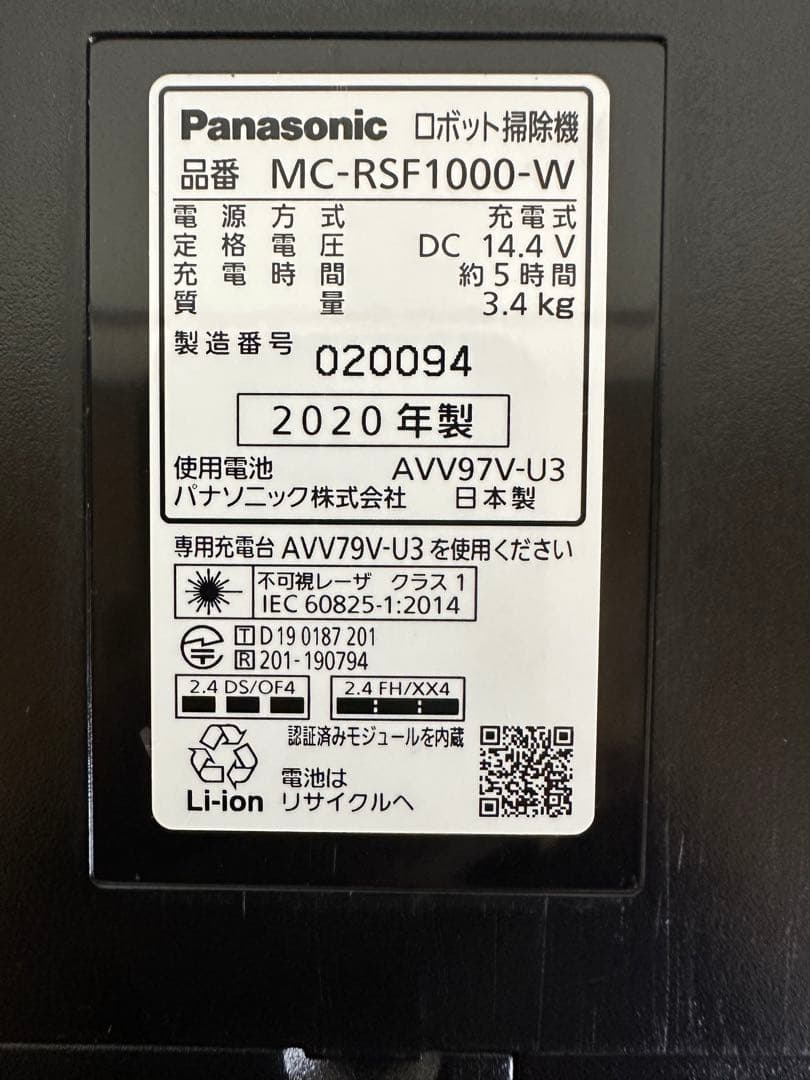 Panasonic ロボット掃除機
品番 MC-RSF1000-W
電源方式 充電式
定格電圧 DC 14.4 V
充電時間 約5時間
質量 3.4 kg
製造番号 020094
2020年製
使用電池 AVV97V-U3
パナソニック株式会社 日本製
専用充電台 AVV79V-U3を使用ください
不可視レーザ クラス1
IEC 60825-1:2014
T D19 0187 201
R 201-190794
2.4 DS/OF4 2.4 FH/XX4
認証済みモジュールを内蔵
電池は
Li-ion リサイクルへ